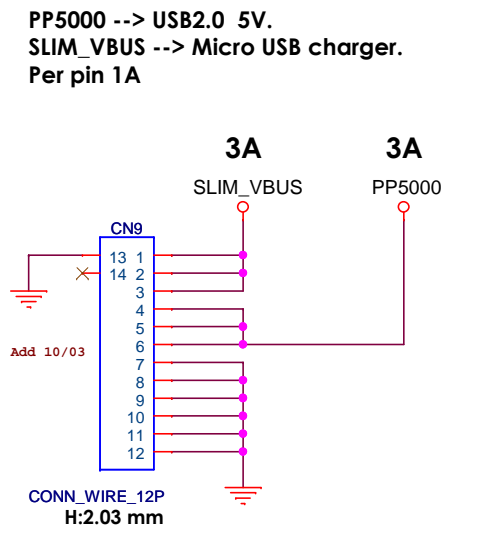 PP5000 --> USB2.0  5V.
SLIM_VBUS --> Micro USB charger.
Per pin 1A
3A 3A
SLIM_VBUS PP5000
CN9
13 1
14 2
3
4
5
6
Add 10/03
7
8
9
10
11
12
CONN_WIRE_12P
H:2.03 mm